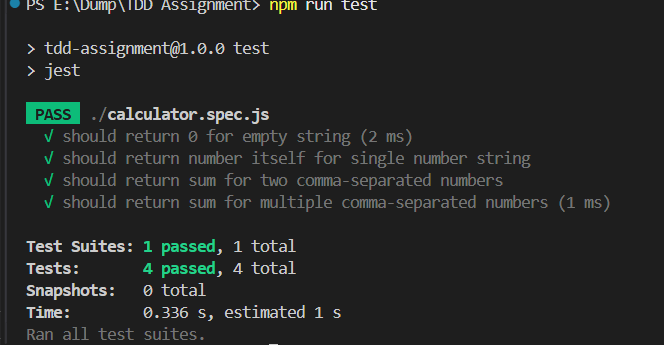 PS E:\Dump\TDD Assignment> npm run test
> tdd-assignment@1.0.0 test
> jest
PASS ./calculator.spec.js
√ should return 0 for empty string (2 ms)
√ should return number itself for single number string
√ should return sum for two comma-separated numbers
√ should return sum for multiple comma-separated numbers (1 ms)
Test Suites: 1 passed, 1 total
Tests: 4 passed, 4 total
Snapshots: 0 total
Time: 0.336 s, estimated 1 s
Ran all test suites.